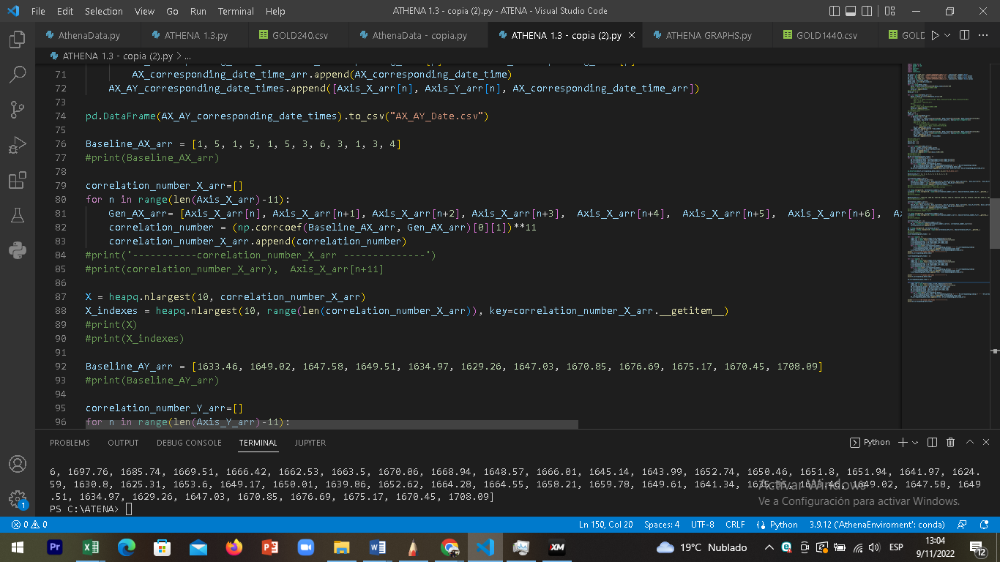 File Edit Selection View Go Run Terminal Help ATHENA 1.3 - copia (2).py - ATENA - Visual Studio Code
AthenaData.py ATHENA 1.3.py GOLD240.csv AthenaData - copia.py ATHENA 1.3 - copia (2).py ATHENA GRAPHS.py GOLD1440.csv GOLD
ATHENA 1.3 - copia (2).py > ...
71 AX_corresponding_date_time_arr.append(AX_corresponding_date_time)
72 AX_AY_corresponding_date_times.append([Axis_X_arr[n], Axis_Y_arr[n], AX_corresponding_date_time_arr])
73
74 pd.DataFrame(AX_AY_corresponding_date_times).to_csv("AX_AY_Date.csv")
75
76 Baseline_AX_arr = [1, 5, 1, 5, 1, 5, 3, 6, 3, 1, 3, 4]
77 #print(Baseline_AX_arr)
78
79 correlation_number_X_arr=[]
80 for n in range(len(Axis_X_arr)-11):
81 Gen_AX_arr= [Axis_X_arr[n], Axis_X_arr[n+1], Axis_X_arr[n+2], Axis_X_arr[n+3], Axis_X_arr[n+4], Axis_X_arr[n+5], Axis_X_arr[n+6],
82 correlation_number = (np.corrcoef(Baseline_AX_arr, Gen_AX_arr)[0][1])**11
83 correlation_number_X_arr.append(correlation_number)
84 #print('-----------correlation_number_X_arr --------------')
85 #print(correlation_number_X_arr), Axis_X_arr[n+11]
86
87 X = heapq.nlargest(10, correlation_number_X_arr)
88 X_indexes = heapq.nlargest(10, range(len(correlation_number_X_arr)), key=correlation_number_X_arr.__getitem__)
89 #print(X)
90 #print(X_indexes)
91
92 Baseline_AY_arr = [1633.46, 1649.02, 1647.58, 1649.51, 1634.97, 1629.26, 1647.03, 1670.85, 1676.69, 1675.17, 1670.45, 1708.09]
93 #print(Baseline_AY_arr)
94
95 correlation_number_Y_arr=[]
96 for n in range(len(Axis_Y_arr)-11):
PROBLEMS OUTPUT DEBUG CONSOLE TERMINAL JUPYTER Python
6, 1697.76, 1685.74, 1669.51, 1666.42, 1662.53, 1663.5, 1670.06, 1668.94, 1648.57, 1666.01, 1645.14, 1643.99, 1652.74, 1650.46, 1651.8, 1651.94, 1641.97, 1624.
59, 1630.8, 1625.31, 1653.6, 1649.17, 1650.01, 1639.86, 1652.62, 1664.28, 1664.55, 1658.21, 1659.78, 1649.61, 1641.34, 1633.46, 1649.02, 1647.58, 1649
.51, 1634.97, 1629.26, 1647.03, 1670.85, 1676.69, 1675.17, 1670.45, 1708.09]
PS C:\ATENA>
Activar Windows
Ve a Configuración para activar Windows.
0 0 Ln 150, Col 20 Spaces: 4 UTF-8 CRLF Python 3.9.12 ('AthenaEnviroment': conda)
19°C Nublado ESP 13:04
9/11/2022
12